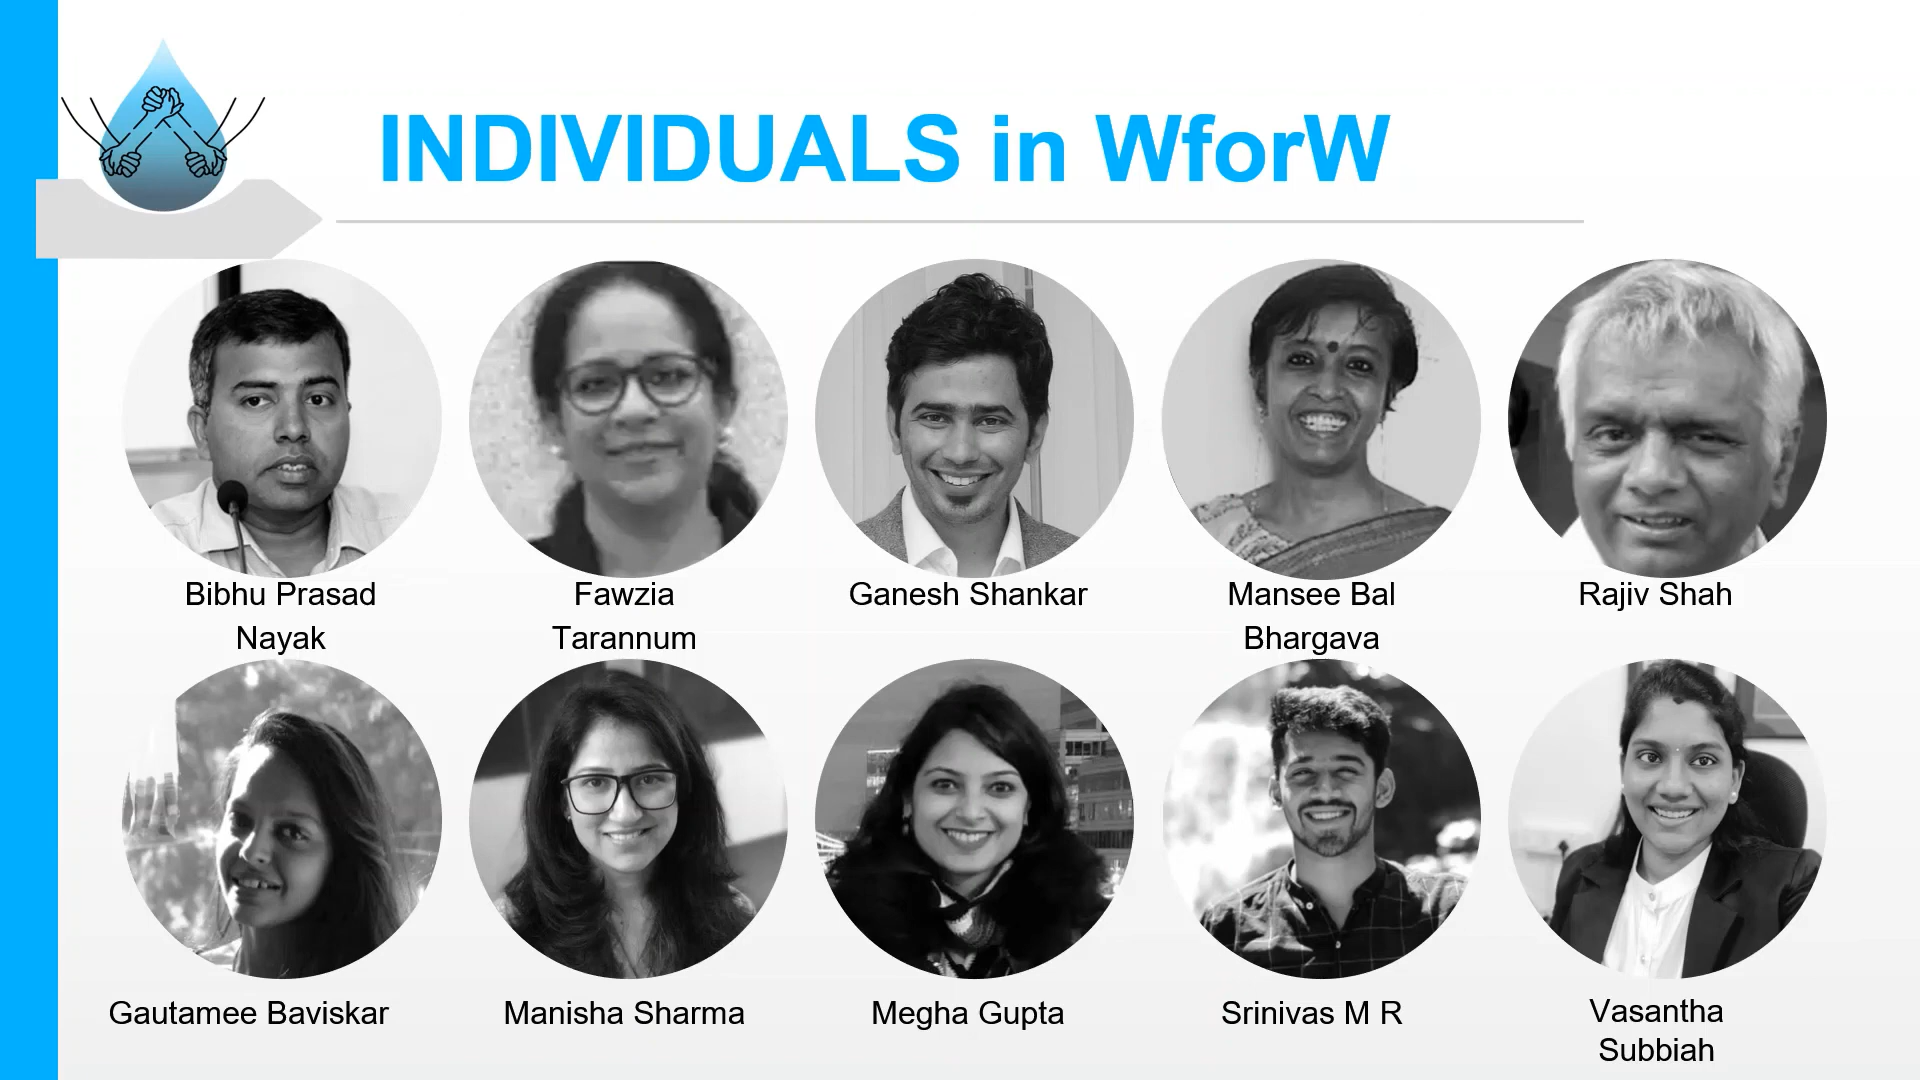 INDIVIDUALS in WforW
Bibhu Prasad
Nayak
Fawzia
Tarannum
Ganesh Shankar
Mansee Bal
Bhargava
Rajiv Shah
Gautamee Baviskar
Manisha Sharma
Megha Gupta
Srinivas M R
Vasantha
Subbiah